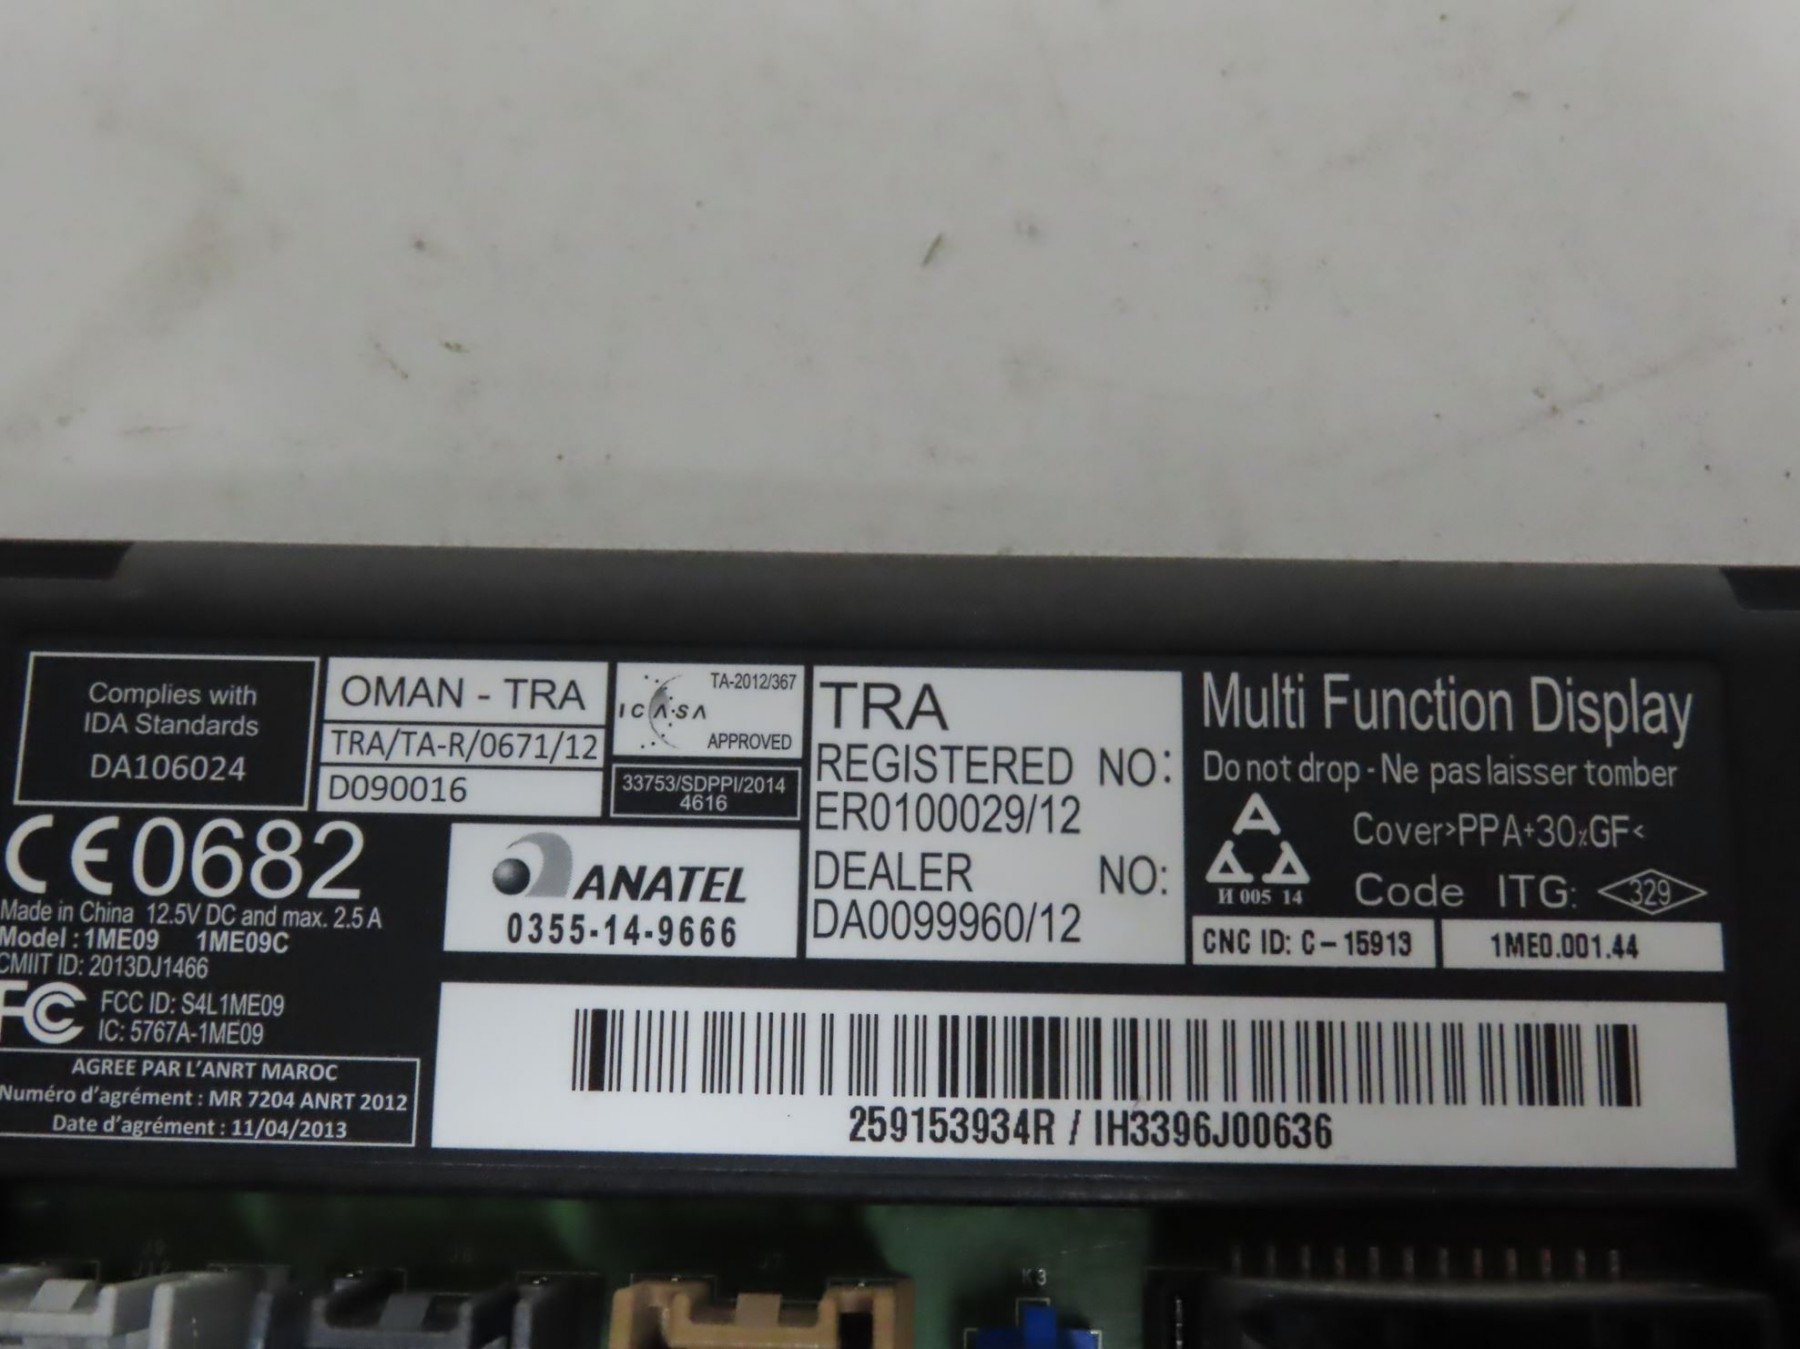 Complies with
IDA Standards
DA106024
OMAN - TRA
TRA/TA-R/0671/12
D090016
TA-2012/367
ICASA
APPROVED
33753/SDPPI/2014
4616
TRA
REGISTERED NO:
ER0100029/12
DEALER NO:
DA0099960/12
Multi Function Display
Do not drop - Ne pas laisser tomber
Cover>PPA+30%GF<
Code ITG: 329
И 005 14
CNC ID: C-15913
1ME0.001.44
CE0682
Made in China 12.5V DC and max. 2.5 A
Model : 1ME09 1ME09C
CMIIT ID: 2013DJ1466
FC
FCC ID: S4L1ME09
IC: 5767A-1ME09
AGREE PAR L'ANRT MAROC
Numéro d'agrément : MR 7204 ANRT 2012
Date d'agrément : 11/04/2013
ANATEL
0355-14-9666
259153934R / IH3396J00636